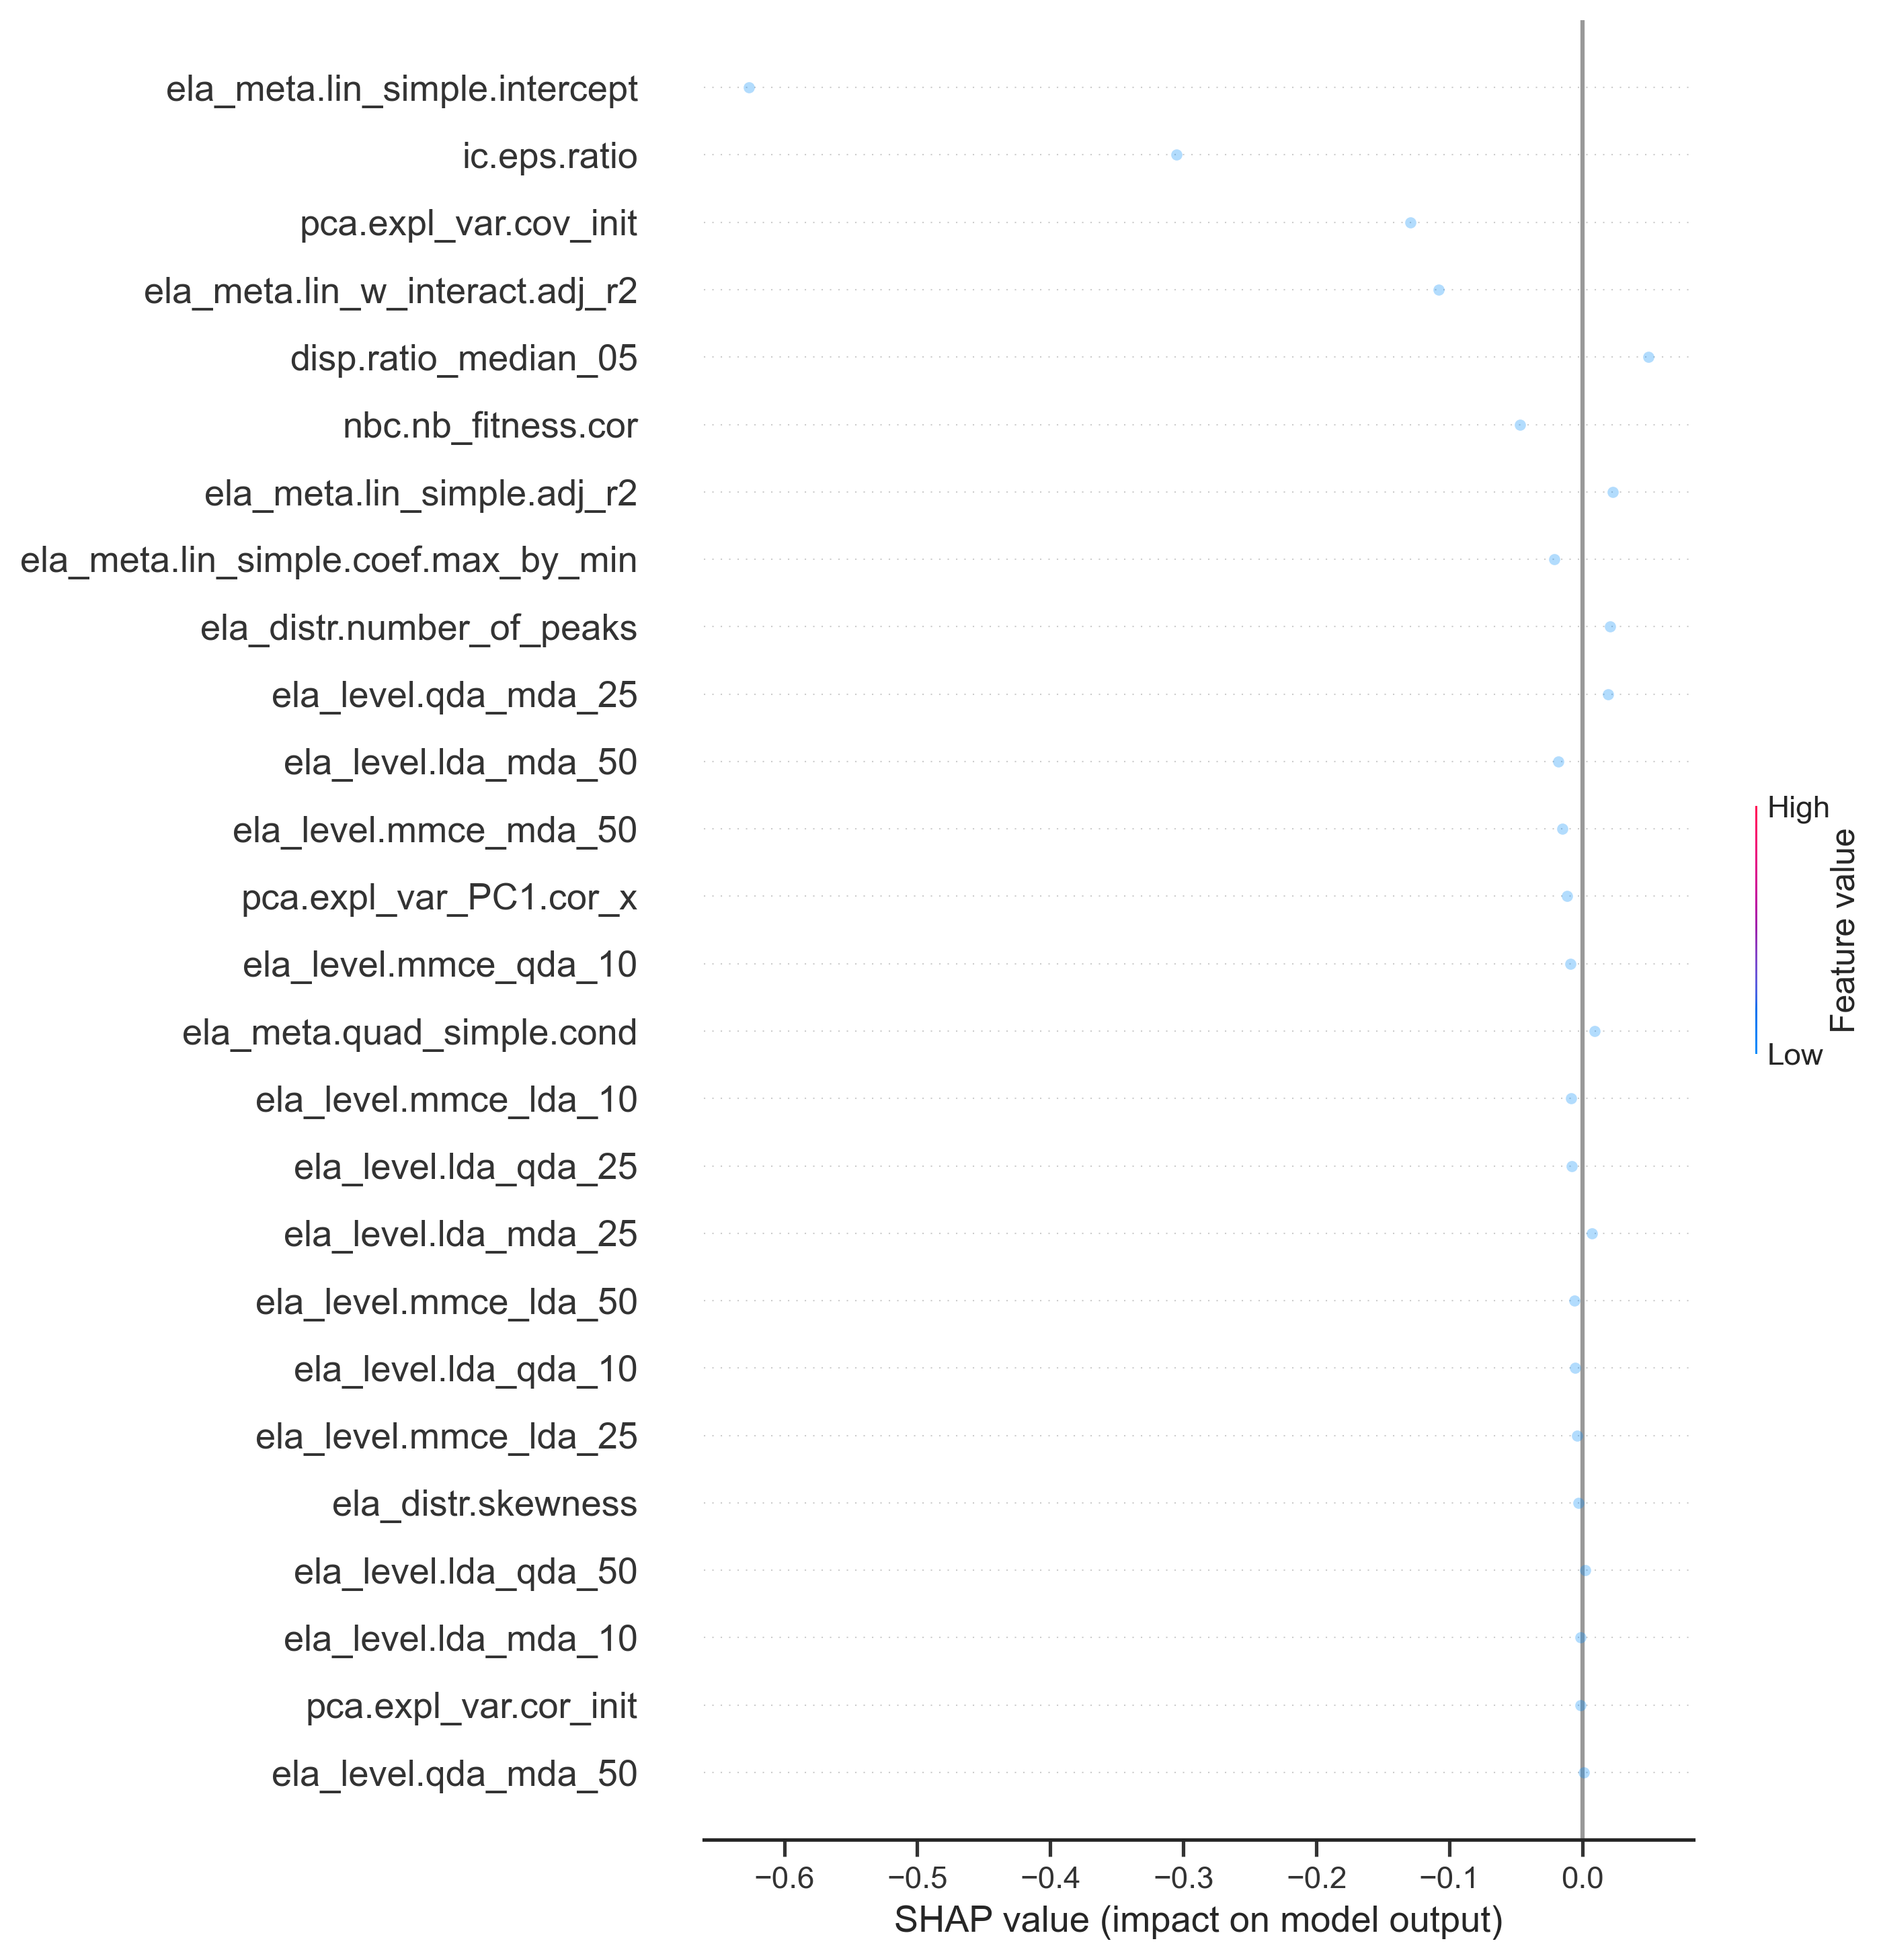 ela_meta.lin_simple.intercept
ic.eps.ratio
pca.expl_var.cov_init
ela_meta.lin_w_interact.adj_r2
disp.ratio_median_05
nbc.nb_fitness.cor
ela_meta.lin_simple.adj_r2
ela_meta.lin_simple.coef.max_by_min
ela_distr.number_of_peaks
ela_level.qda_mda_25
ela_level.lda_mda_50
ela_level.mmce_mda_50
pca.expl_var_PC1.cor_x
ela_level.mmce_qda_10
ela_meta.quad_simple.cond
ela_level.mmce_lda_10
ela_level.lda_qda_25
ela_level.lda_mda_25
ela_level.mmce_lda_50
ela_level.lda_qda_10
ela_level.mmce_lda_25
ela_distr.skewness
ela_level.lda_qda_50
ela_level.lda_mda_10
pca.expl_var.cor_init
ela_level.qda_mda_50
−0.6 −0.5 −0.4 −0.3 −0.2 −0.1 0.0
SHAP value (impact on model output)
High
Feature value
Low